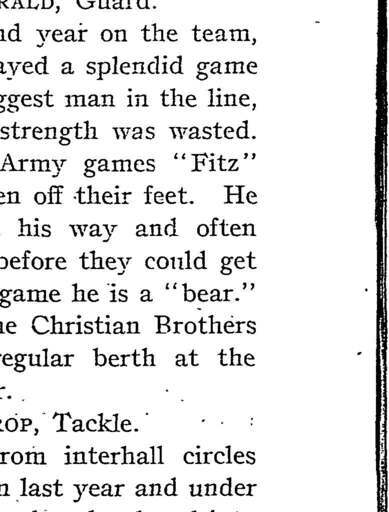 RALD, Guard.
nd year on the team,
ayed a splendid game
ggest man in the line,
strength was wasted.
Army games "Fitz"
en off their feet. He
his way and often
before they could get
game he is a "bear."
he Christian Brothers
regular berth at the
r.
ROP, Tackle.
rom interhall circles
n last year and under